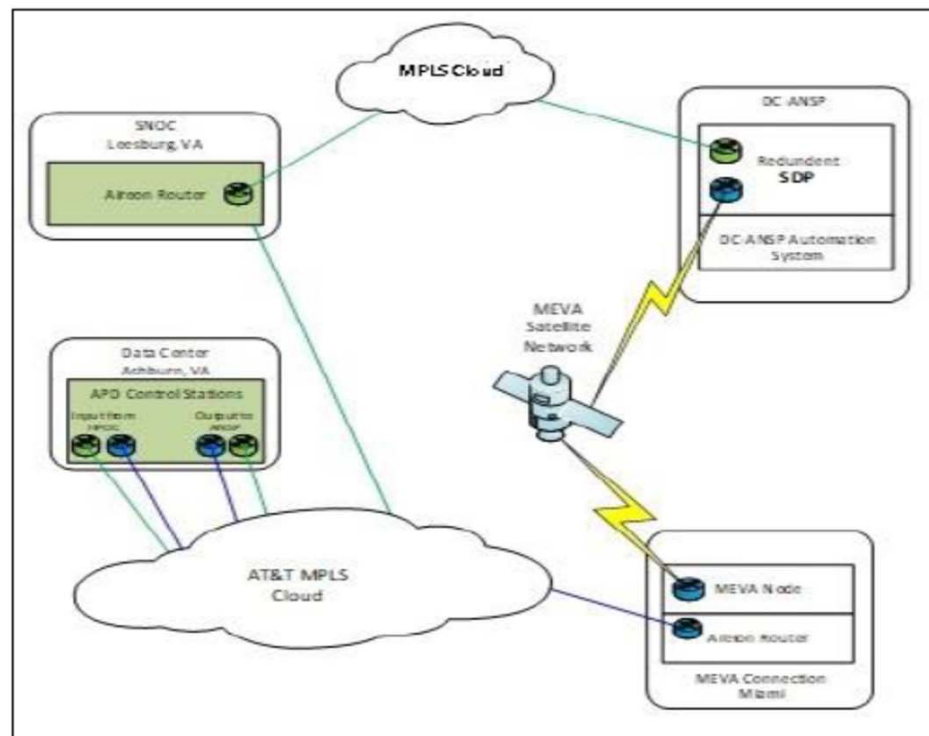 MPLS Cloud
SNOC
Leesburg, VA
Aireon Router
DC-ANSP
Redundent
SDP
DC-ANSP Automation
System
MEVA
Satellite
Network
Data Center
Ashburn, VA
APD Control Stations
Input from
HPOC
Output to
ANSP
AT&T MPLS
Cloud
MEVA Node
Aireon Router
MEVA Connection
Miami